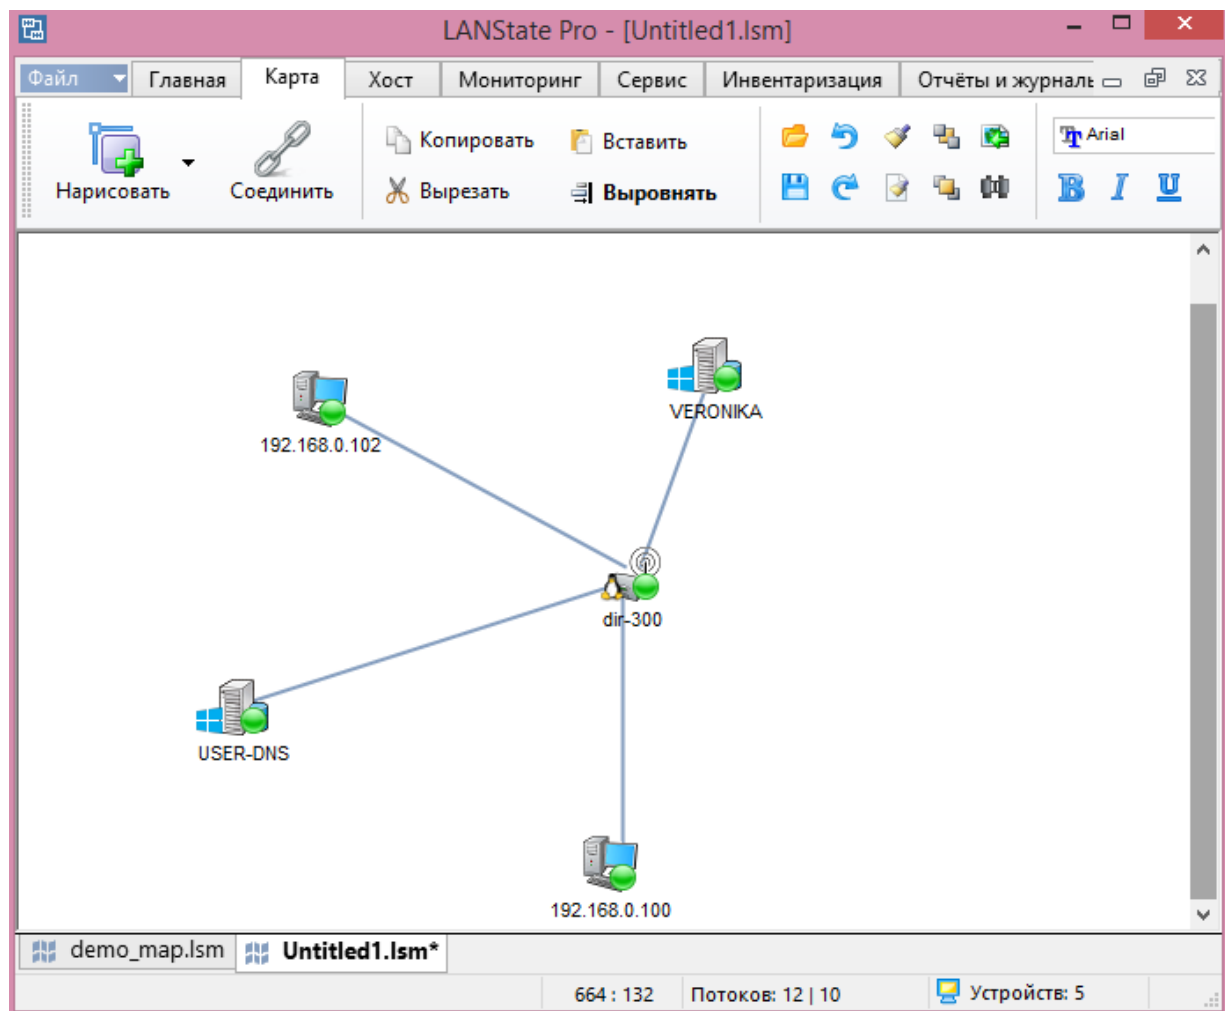 LANState Pro - [Untitled1.lsm]
Файл Главная Карта Хост Мониторинг Сервис Инвентаризация Отчёты и журналь
Копировать Вставить Arial
Нарисовать Соединить Вырезать Выровнять B I U
VERONIKA
192.168.0.102
dir-300
USER-DNS
192.168.0.100
demo_map.lsm Untitled1.lsm*
664 : 132 Потоков: 12 | 10 Устройств: 5